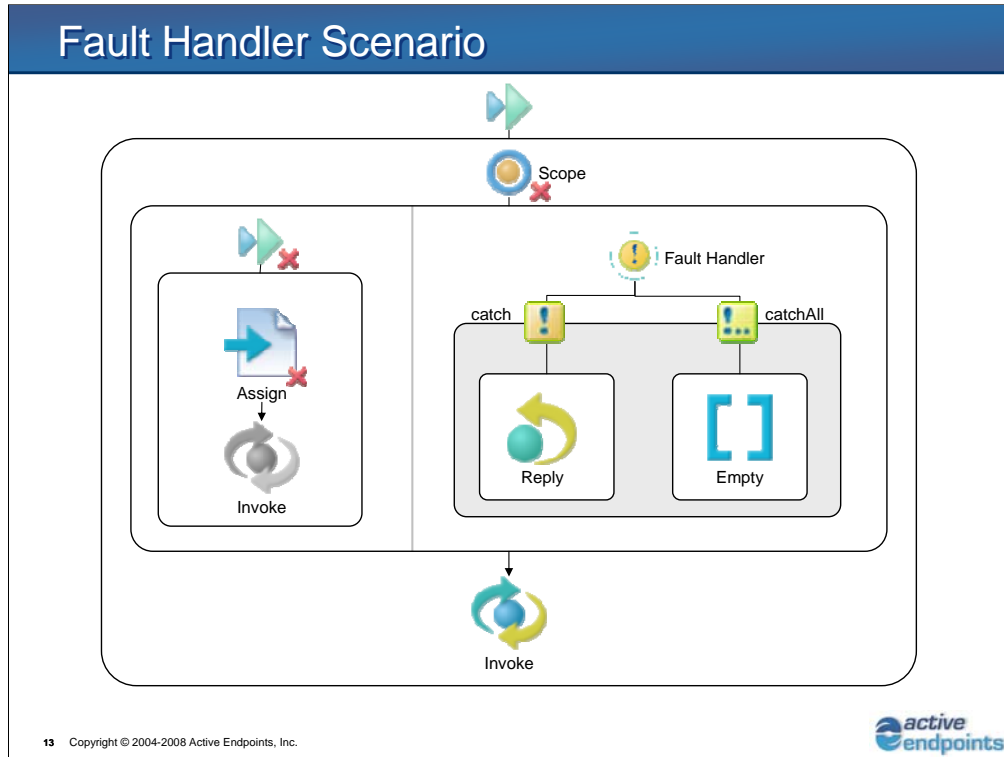 Fault Handler Scenario
Scope
Fault Handler
catch
catchAll
Assign
Invoke
Reply
Empty
Invoke
13 Copyright © 2004-2008 Active Endpoints, Inc.
active
endpoints